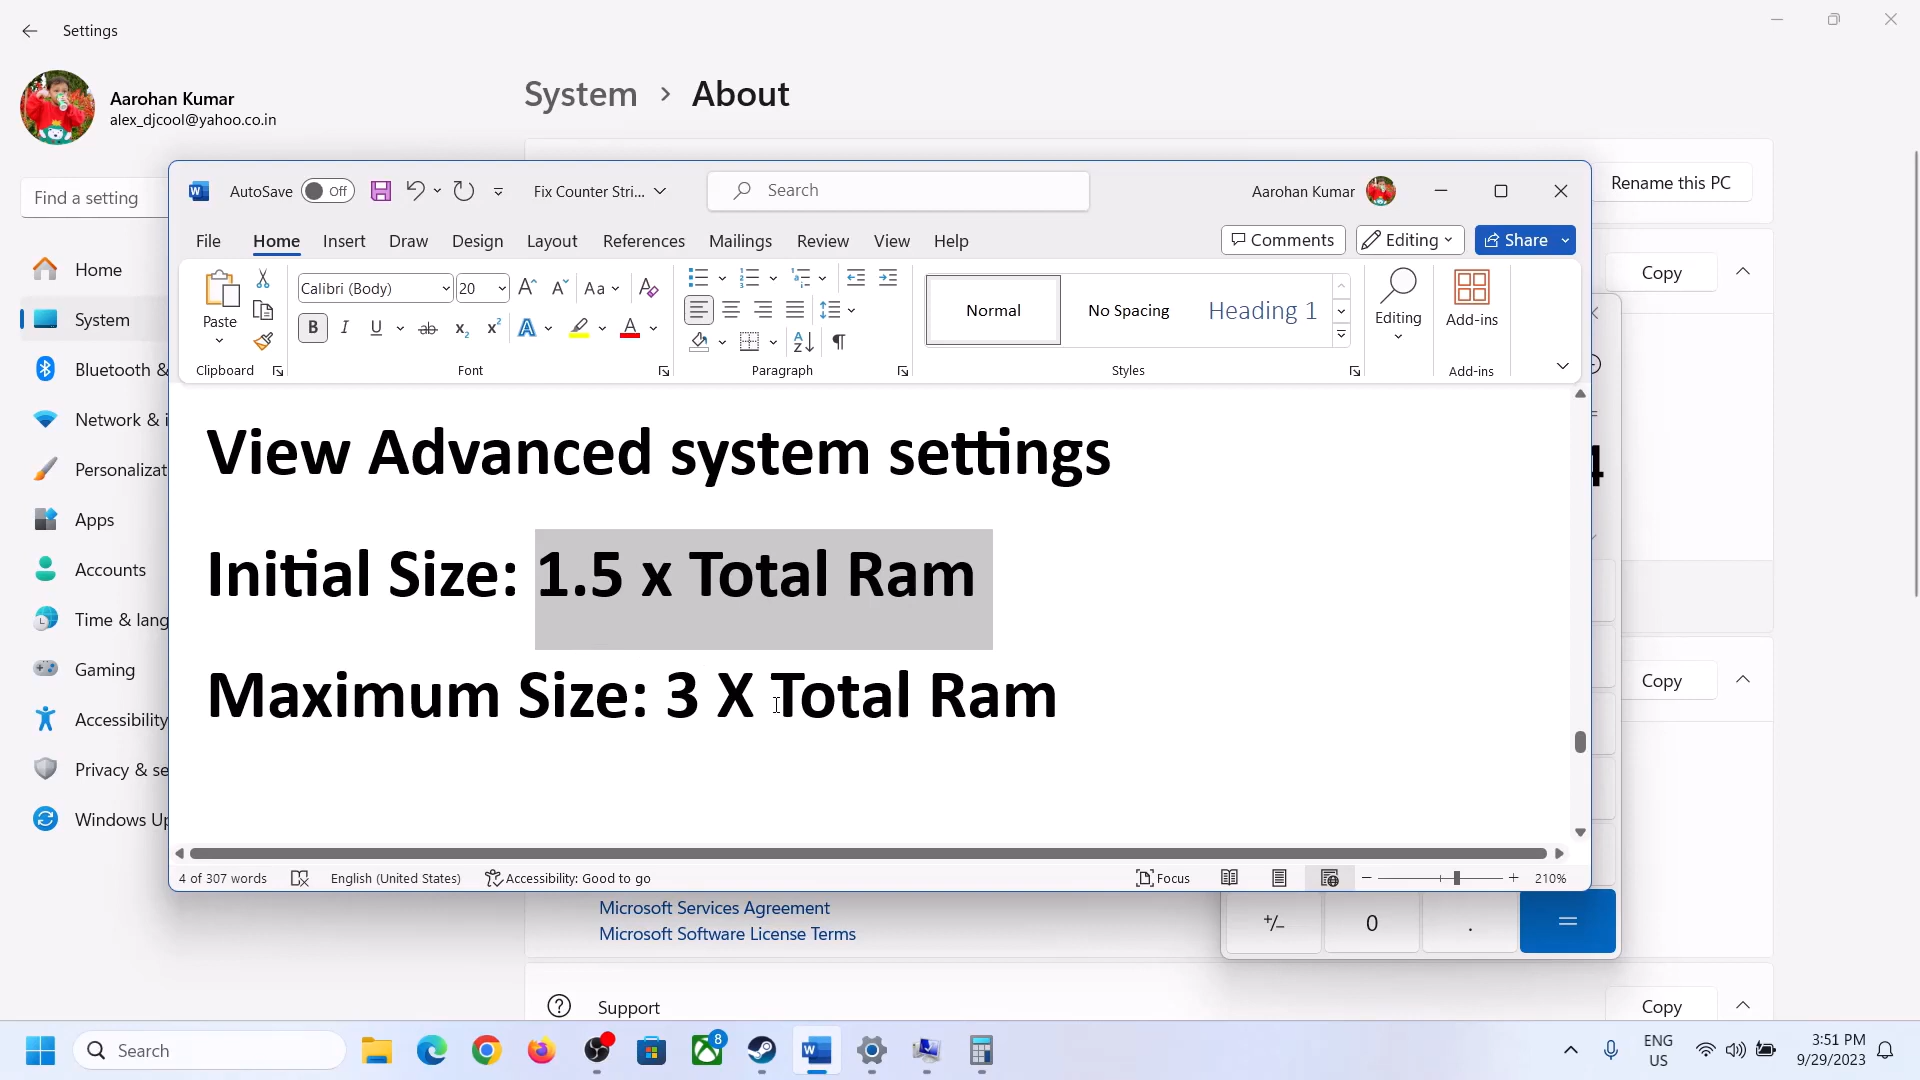 Settings
Aarohan Kumar
alex_djcool@yahoo.co.in
System > About
Find a setting
Rename this PC
Home
System
Bluetooth &
Network & i
Personalizat
Apps
Accounts
Time & lang
Gaming
Accessibility
Privacy & se
Windows Up
AutoSave Off
Fix Counter Stri...
Search
Aarohan Kumar
File Home Insert Draw Design Layout References Mailings Review View Help
Comments Editing Share
Copy
Paste
Calibri (Body) 20
Normal No Spacing Heading 1
Editing
Add-ins
Clipboard Font Paragraph Styles Add-ins
View Advanced system settings
Initial Size: 1.5 x Total Ram
Maximum Size: 3 X Total Ram
Copy
4 of 307 words English (United States) Accessibility: Good to go Focus 210%
Microsoft Services Agreement
Microsoft Software License Terms
+/- 0 . =
Support
Copy
Search
8
ENG
US
3:51 PM
9/29/2023